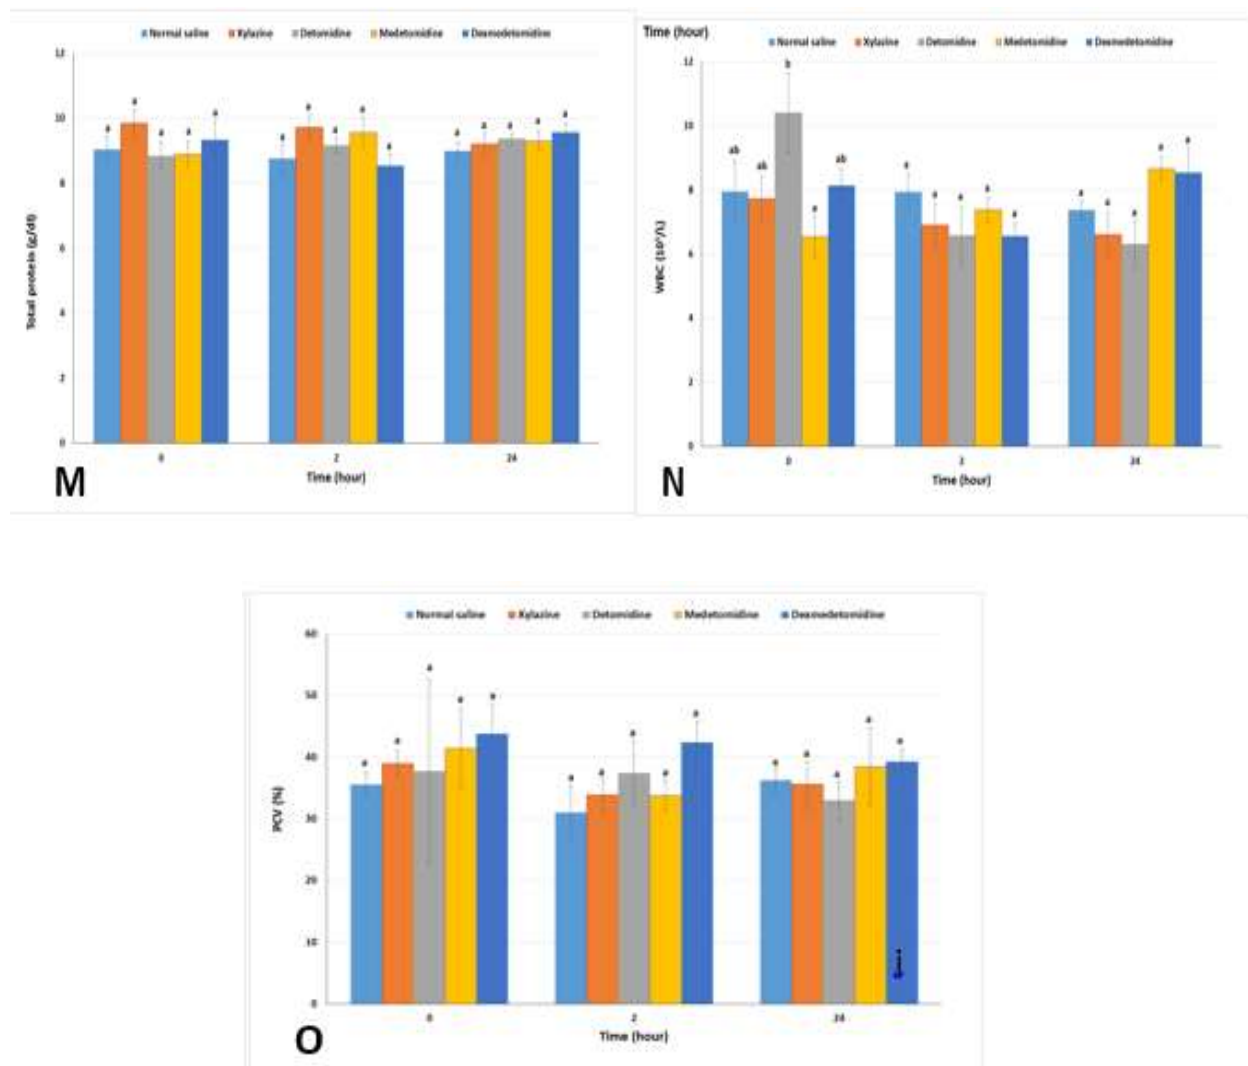 Normal saline Xylazine Detomidine Medetomidine Dexmedetomidine
12
10
8
6
4
2
0
Total protein (g/dl)
a a a a a
a a a a a
a a a a a
0 2 24
Time (hour)
M
Time (hour)
Normal saline Xylazine Detomidine Medetomidine Dexmedetomidine
12
10
8
6
4
2
0
WBC
ab ab b a ab
a a a a a
a a a a a
0 2 24
Time (hour)
N
Normal saline Xylazine Detomidine Medetomidine Dexmedetomidine
60
50
40
30
20
10
0
PCV (%)
a a a a a
a a a a a
a a a a a
0 2 24
Time (hour)
O